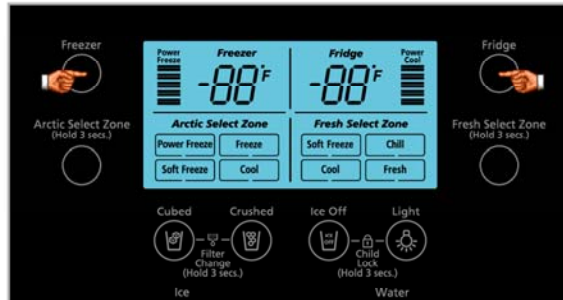 Freezer
Fridge
Power Freeze
Freezer
Fridge
Power Cool
-88°F
-88°F
Arctic Select Zone
(Hold 3 secs.)
Arctic Select Zone
Fresh Select Zone
Fresh Select Zone
(Hold 3 secs.)
Power Freeze
Freeze
Soft Freeze
Chill
Soft Freeze
Cool
Cool
Fresh
Cubed
Crushed
Ice Off
Light
ICE OFF
Filter Change
(Hold 3 secs.)
Child Lock
(Hold 3 secs.)
Ice
Water